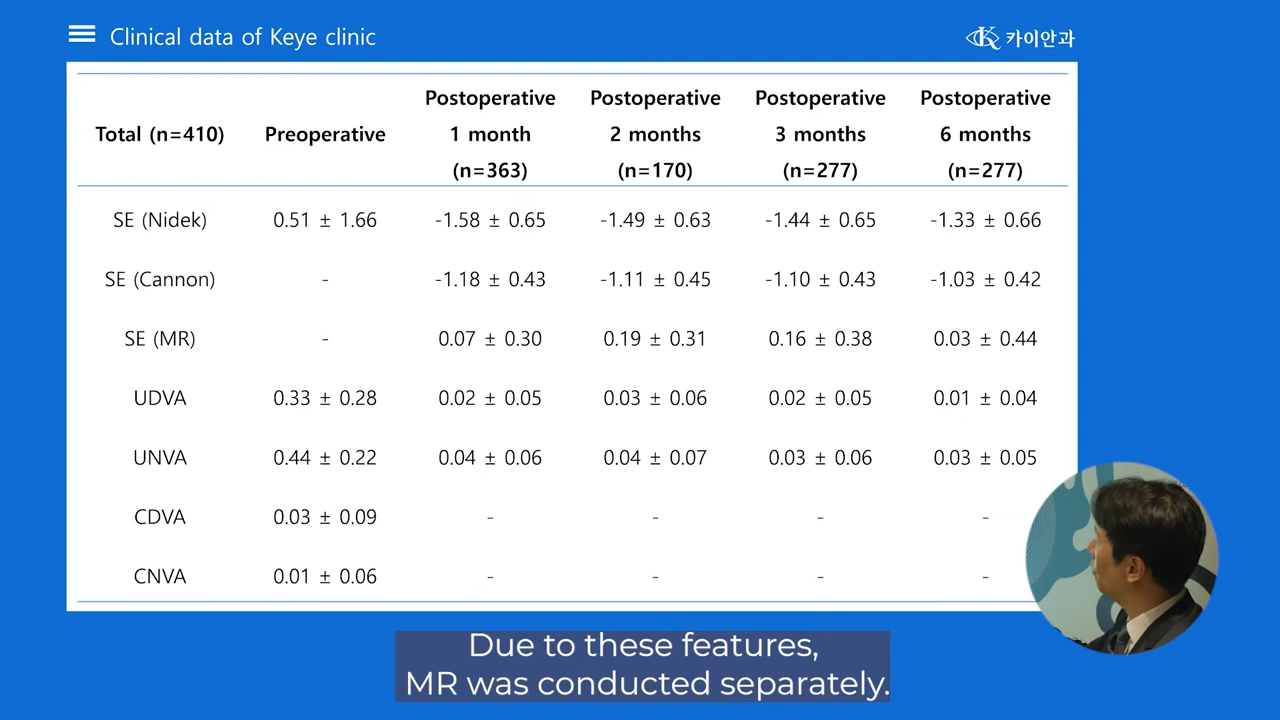 Clinical data of Keye clinic
카이안과
Total (n=410) Preoperative Postoperative 1 month (n=363) Postoperative 2 months (n=170) Postoperative 3 months (n=277) Postoperative 6 months (n=277)
SE (Nidek) 0.51 ± 1.66 -1.58 ± 0.65 -1.49 ± 0.63 -1.44 ± 0.65 -1.33 ± 0.66
SE (Cannon) - -1.18 ± 0.43 -1.11 ± 0.45 -1.10 ± 0.43 -1.03 ± 0.42
SE (MR) - 0.07 ± 0.30 0.19 ± 0.31 0.16 ± 0.38 0.03 ± 0.44
UDVA 0.33 ± 0.28 0.02 ± 0.05 0.03 ± 0.06 0.02 ± 0.05 0.01 ± 0.04
UNVA 0.44 ± 0.22 0.04 ± 0.06 0.04 ± 0.07 0.03 ± 0.06 0.03 ± 0.05
CDVA 0.03 ± 0.09 - - - -
CNVA 0.01 ± 0.06 - - - -
Due to these features,
MR was conducted separately.